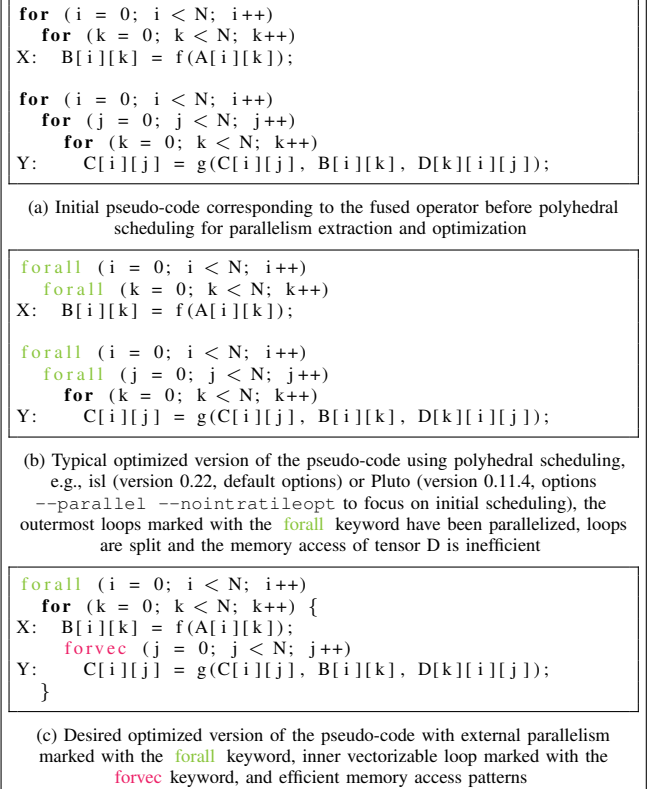 for (i = 0; i < N; i++)
  for (k = 0; k < N; k++)
X:  B[i][k] = f(A[i][k]);

for (i = 0; i < N; i++)
  for (j = 0; j < N; j++)
    for (k = 0; k < N; k++)
Y:    C[i][j] = g(C[i][j], B[i][k], D[k][i][j]);
(a) Initial pseudo-code corresponding to the fused operator before polyhedral
scheduling for parallelism extraction and optimization
forall (i = 0; i < N; i++)
  forall (k = 0; k < N; k++)
X:  B[i][k] = f(A[i][k]);

forall (i = 0; i < N; i++)
  forall (j = 0; j < N; j++)
    for (k = 0; k < N; k++)
Y:    C[i][j] = g(C[i][j], B[i][k], D[k][i][j]);
(b) Typical optimized version of the pseudo-code using polyhedral scheduling,
e.g., isl (version 0.22, default options) or Pluto (version 0.11.4, options
--parallel --nointratileopt to focus on initial scheduling), the
outermost loops marked with the forall keyword have been parallelized, loops
are split and the memory access of tensor D is inefficient
forall (i = 0; i < N; i++)
  for (k = 0; k < N; k++) {
X:  B[i][k] = f(A[i][k]);
    forvec (j = 0; j < N; j++)
Y:    C[i][j] = g(C[i][j], B[i][k], D[k][i][j]);
  }
(c) Desired optimized version of the pseudo-code with external parallelism
marked with the forall keyword, inner vectorizable loop marked with the
forvec keyword, and efficient memory access patterns